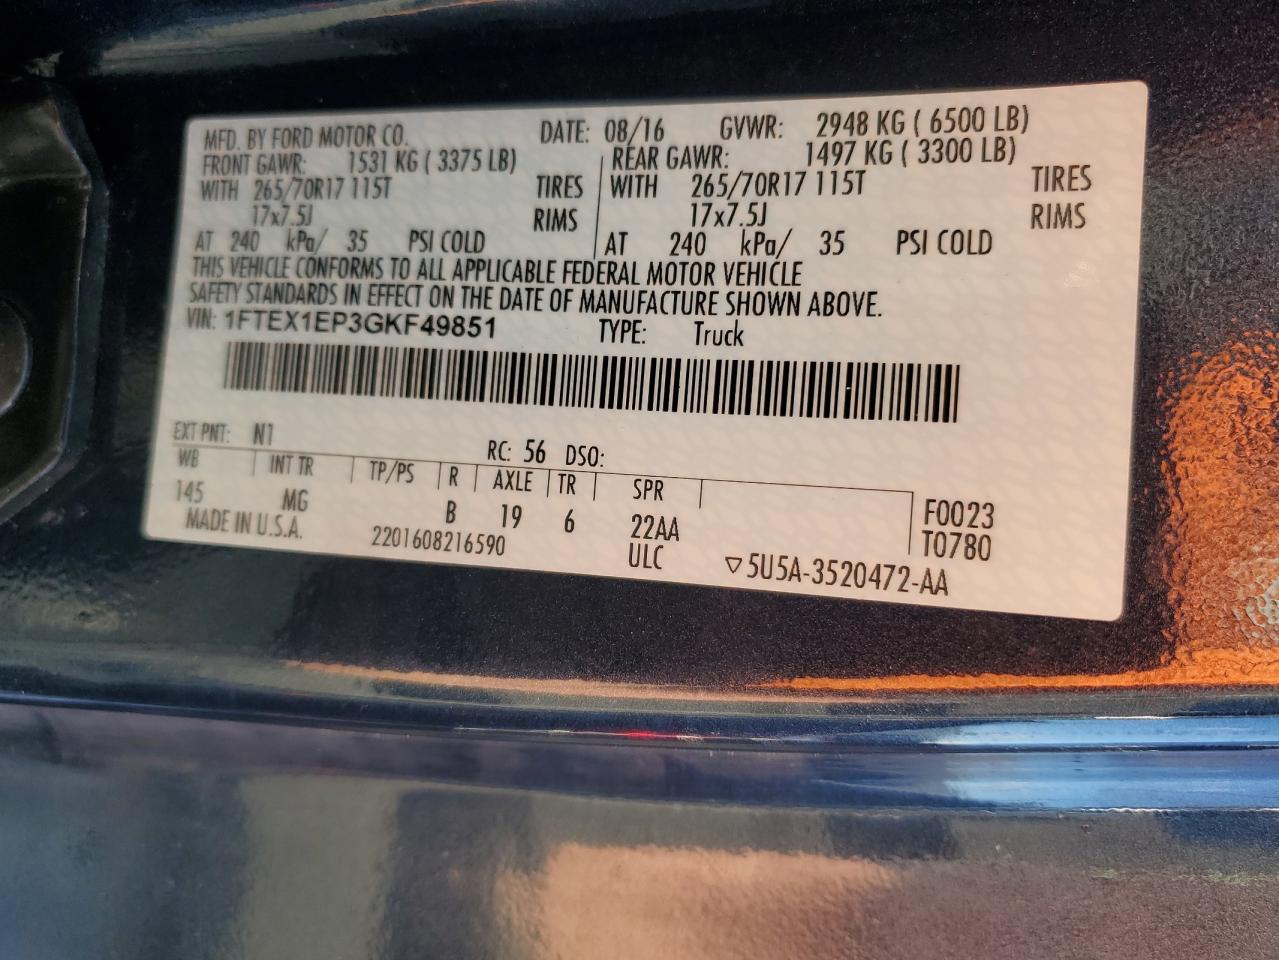 MFD. BY FORD MOTOR CO. DATE: 08/16 GVWR: 2948 KG ( 6500 LB)
FRONT GAWR: 1531 KG ( 3375 LB) REAR GAWR: 1497 KG ( 3300 LB)
WITH 265/70R17 115T TIRES WITH 265/70R17 115T TIRES
17x7.5J RIMS 17x7.5J RIMS
AT 240 kPa/ 35 PSI COLD AT 240 kPa/ 35 PSI COLD
THIS VEHICLE CONFORMS TO ALL APPLICABLE FEDERAL MOTOR VEHICLE
SAFETY STANDARDS IN EFFECT ON THE DATE OF MANUFACTURE SHOWN ABOVE.
VIN: 1FTEX1EP3GKF49851 TYPE: Truck
EXT PNT: N1 RC: 56 DSO:
WB INT TR TP/PS R AXLE TR SPR
145 MG B 19 6 22AA F0023
MADE IN U.S.A. 2201608216590 ULC T0780
▽5U5A-3520472-AA